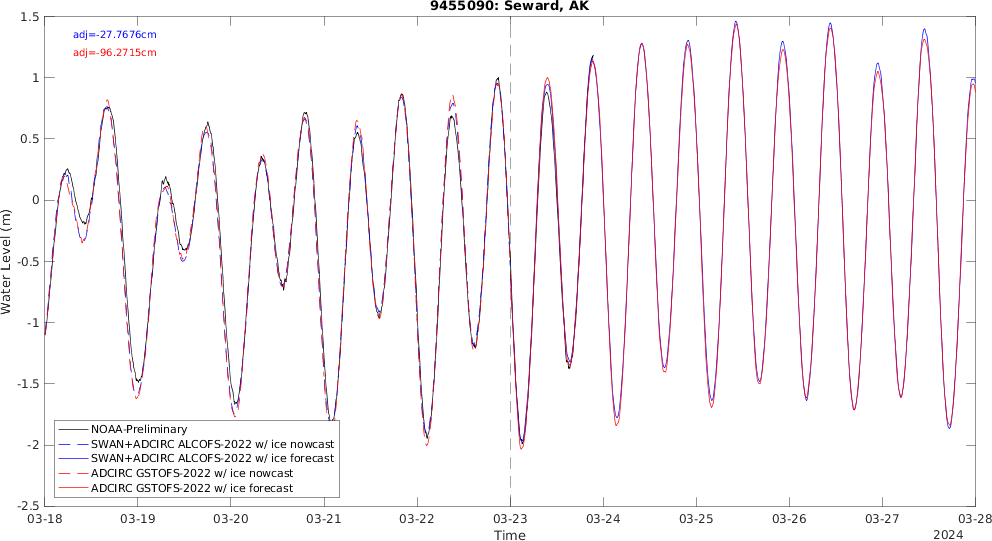 9455090: Seward, AK
adj=-27.7676cm
adj=-96.2715cm
Water Level (m)
1.5
1
0.5
0
-0.5
-1
-1.5
-2
-2.5
NOAA-Preliminary
SWAN+ADCIRC ALCOFS-2022 w/ ice nowcast
SWAN+ADCIRC ALCOFS-2022 w/ ice forecast
ADCIRC GSTOFS-2022 w/ ice nowcast
ADCIRC GSTOFS-2022 w/ ice forecast
03-18 03-19 03-20 03-21 03-22 03-23 03-24 03-25 03-26 03-27 03-28
Time
2024